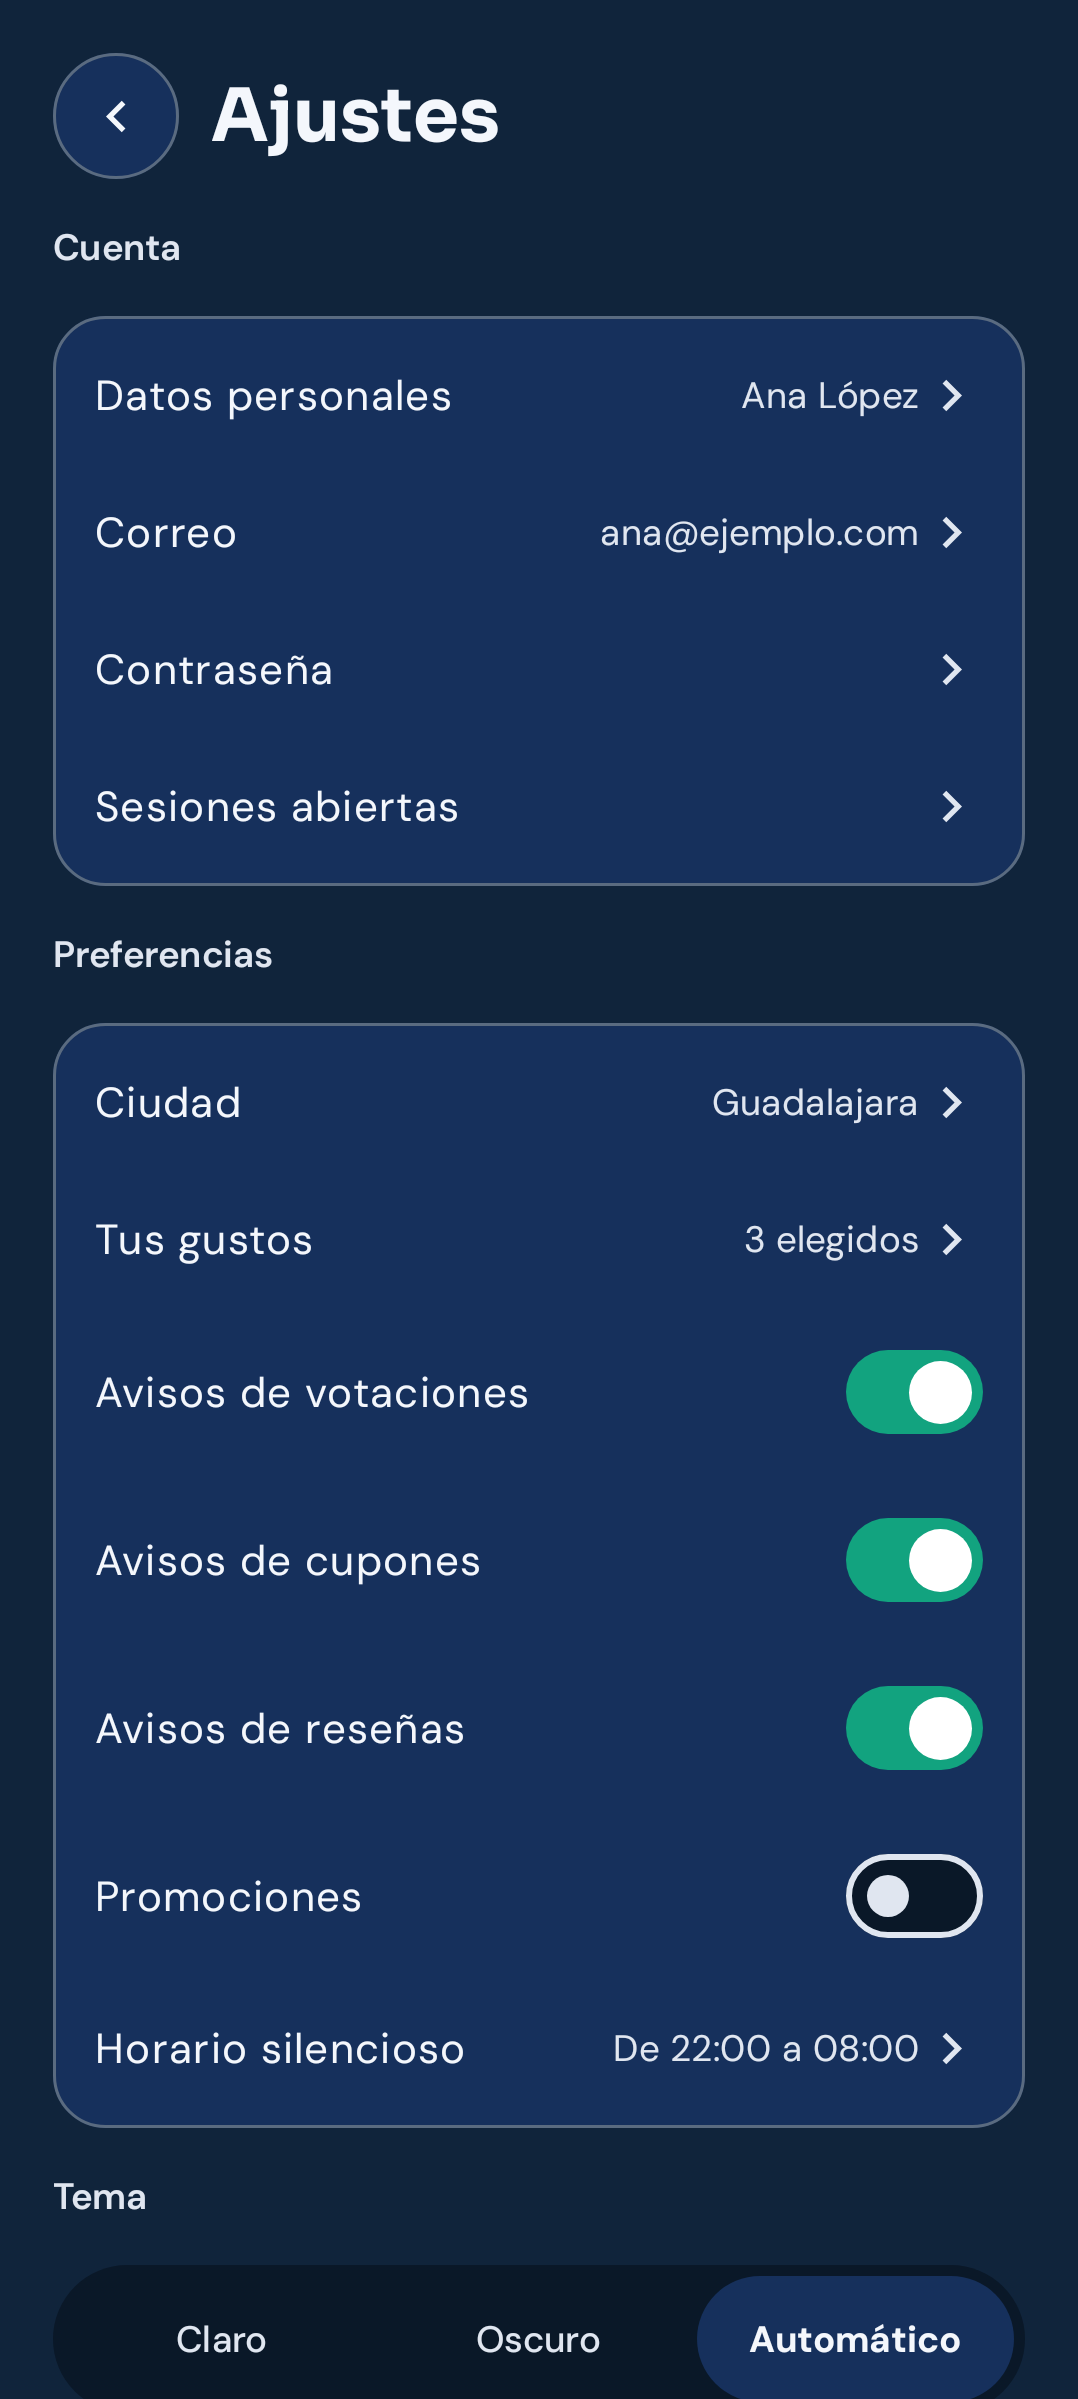 Ajustes
Cuenta
Datos personales Ana López
Correo ana@ejemplo.com
Contraseña
Sesiones abiertas
Preferencias
Ciudad Guadalajara
Tus gustos 3 elegidos
Avisos de votaciones
Avisos de cupones
Avisos de reseñas
Promociones
Horario silencioso De 22:00 a 08:00
Tema
Claro Oscuro Automático